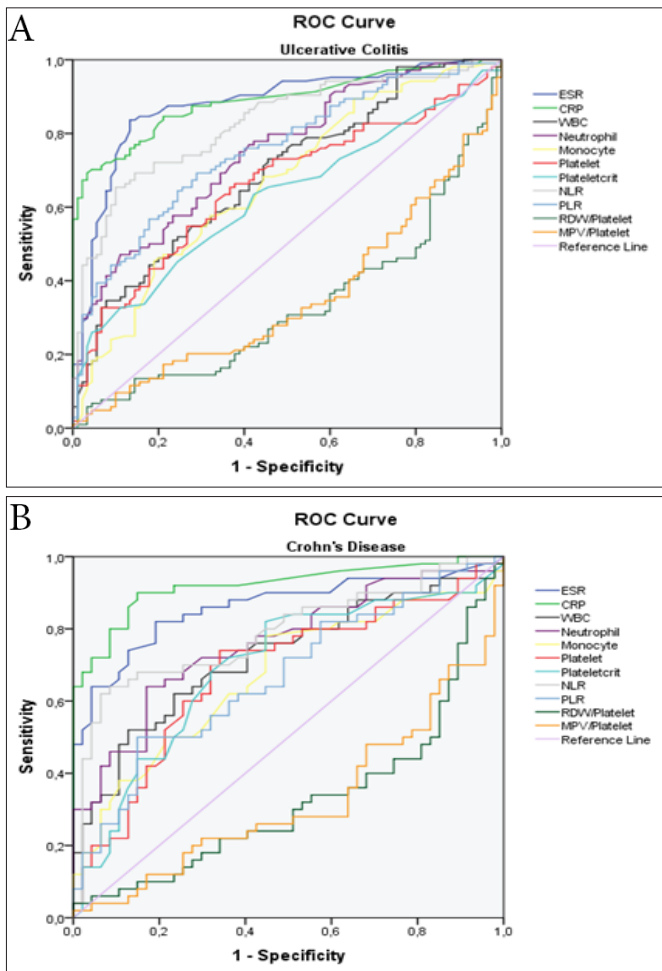 A
ROC Curve
Ulcerative Colitis
1,0
0,8
0,6
0,4
0,2
0,0
0,0
0,2
0,4
0,6
0,8
1,0
Sensitivity
1 - Specificity
ESR
CRP
WBC
Neutrophil
Monocyte
Platelet
Plateletcrit
NLR
PLR
RDW/Platelet
MPV/Platelet
Reference Line
B
ROC Curve
Crohn's Disease
1,0
0,8
0,6
0,4
0,2
0,0
0,0
0,2
0,4
0,6
0,8
1,0
Sensitivity
1 - Specificity
ESR
CRP
WBC
Neutrophil
Monocyte
Platelet
Plateletcrit
NLR
PLR
RDW/Platelet
MPV/Platelet
Reference Line